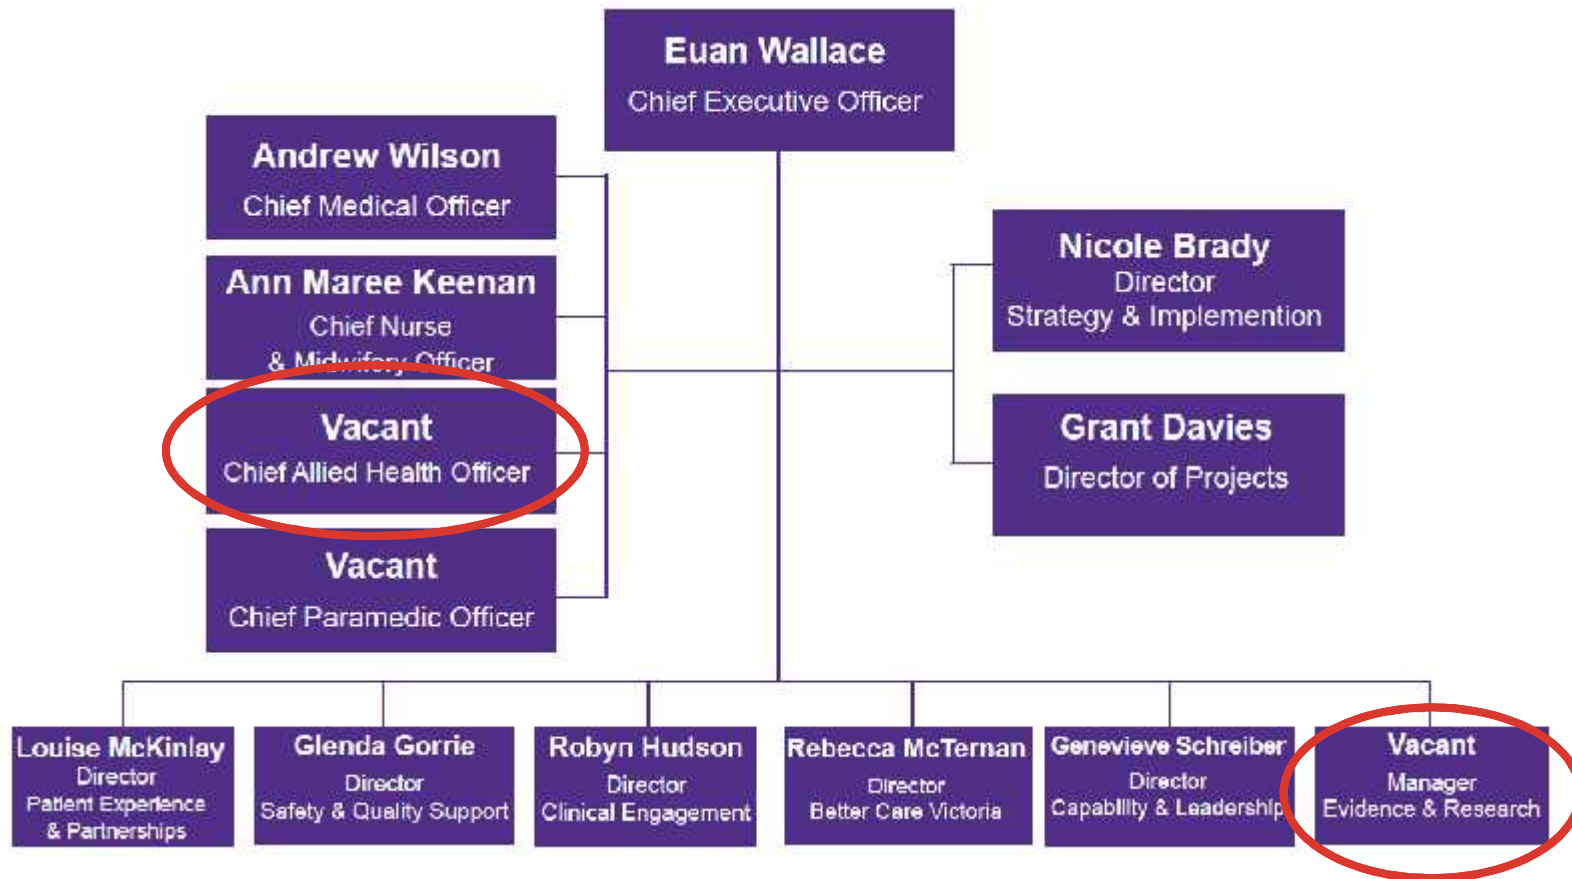 Euan Wallace
Chief Executive Officer
Andrew Wilson
Chief Medical Officer
Ann Maree Keenan
Chief Nurse
& Midwifery Officer
Vacant
Chief Allied Health Officer
Vacant
Chief Paramedic Officer
Nicole Brady
Director
Strategy & Implemention
Grant Davies
Director of Projects
Louise McKinlay
Director
Patient Experience
& Partnerships
Glenda Gorrie
Director
Safety & Quality Support
Robyn Hudson
Director
Clinical Engagement
Rebecca McTernan
Director
Better Care Victoria
Genevieve Schreiber
Director
Capability & Leadership
Vacant
Manager
Evidence & Research